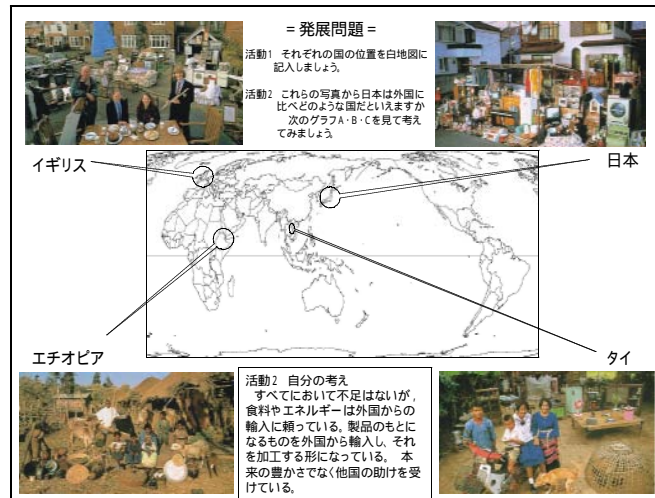 =発展問題=
活動1 それぞれの国の位置を白地図に
記入しましょう。
活動2 これらの写真から日本は外国に
比べどのような国だといえますか
次のグラフA・B・Cを見て考え
てみましょう
イギリス
日本
エチオピア
タイ
活動2 自分の考え
すべてにおいて不足はないが,
食料やエネルギーは外国からの
輸入に頼っている。製品のもとに
なるものを外国から輸入し、それ
を加工する形になっている。 本
来の豊かさでなく他国の助けを受
けている。